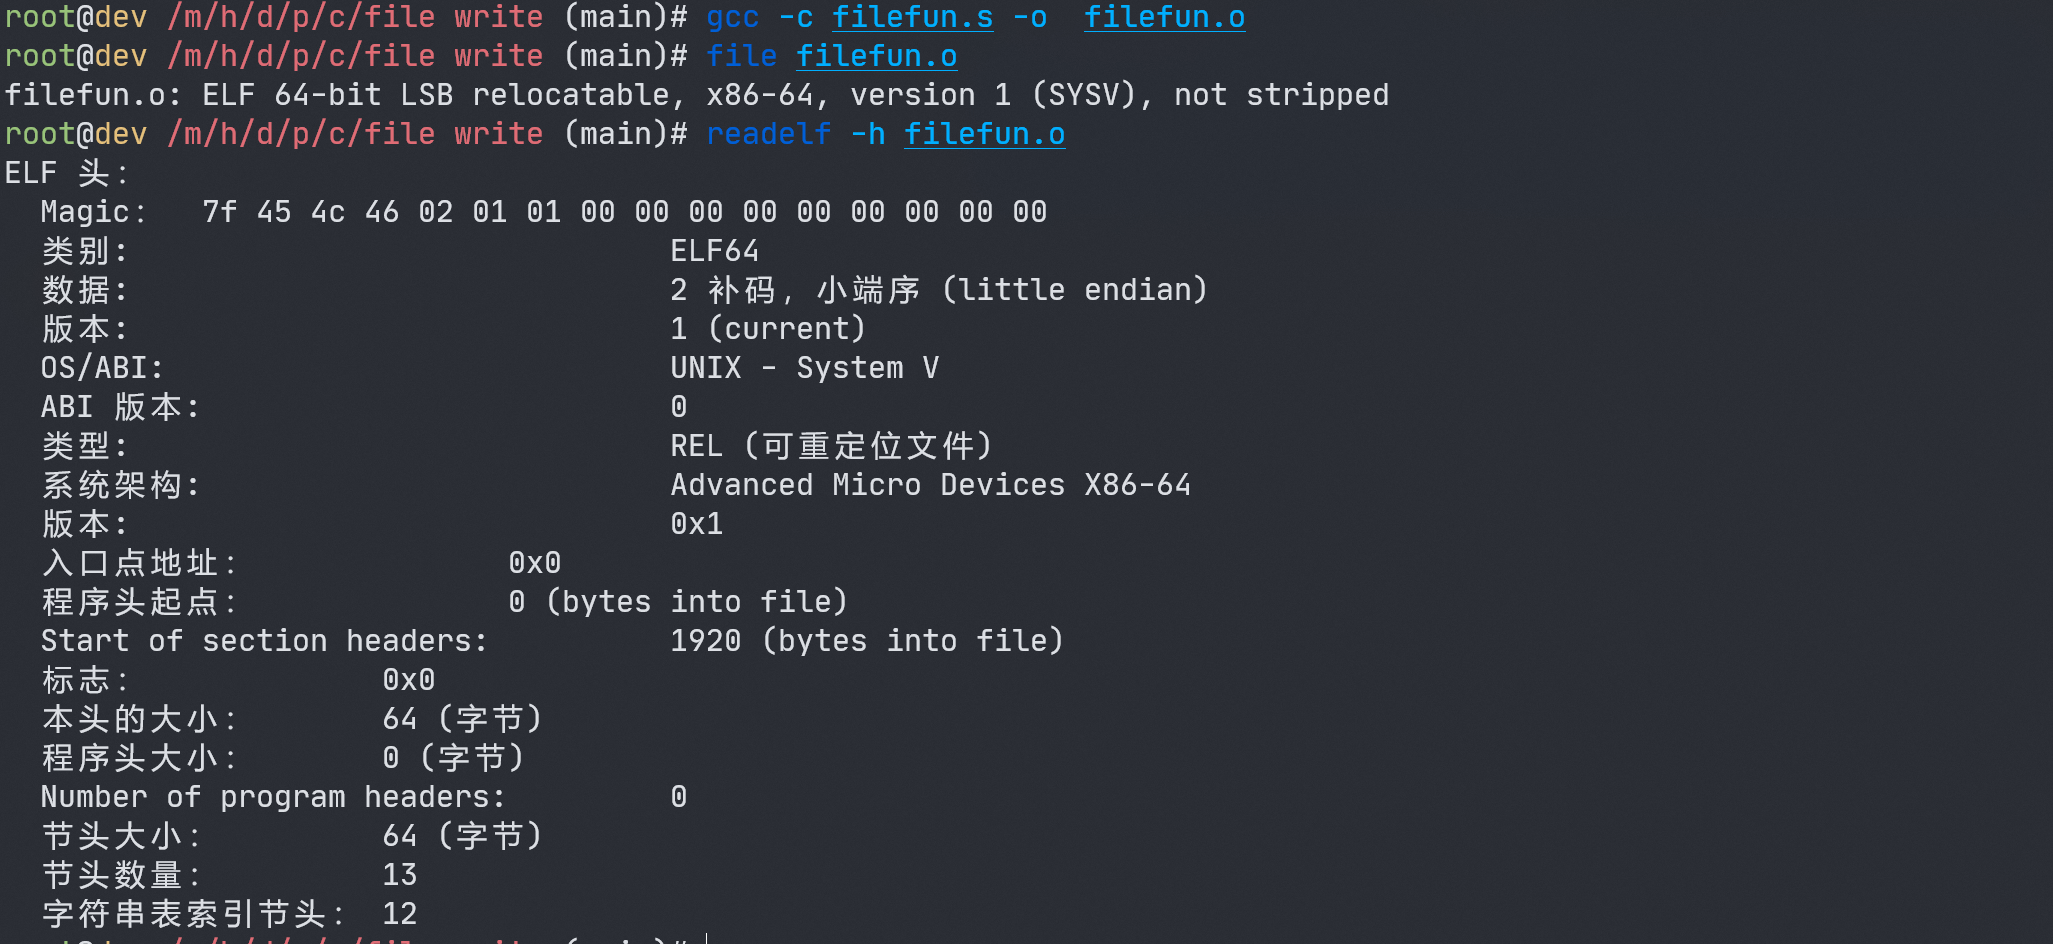 root@dev /m/h/d/p/c/file write (main)# gcc -c filefun.s -o  filefun.o
root@dev /m/h/d/p/c/file write (main)# file filefun.o
filefun.o: ELF 64-bit LSB relocatable, x86-64, version 1 (SYSV), not stripped
root@dev /m/h/d/p/c/file write (main)# readelf -h filefun.o
ELF 头：
  Magic：   7f 45 4c 46 02 01 01 00 00 00 00 00 00 00 00 00
  类别:                              ELF64
  数据:                              2 补码，小端序 (little endian)
  版本:                              1 (current)
  OS/ABI:                            UNIX - System V
  ABI 版本:                          0
  类型:                              REL (可重定位文件)
  系统架构:                          Advanced Micro Devices X86-64
  版本:                              0x1
  入口点地址：               0x0
  程序头起点：               0 (bytes into file)
  Start of section headers:          1920 (bytes into file)
  标志：              0x0
  本头的大小：        64 (字节)
  程序头大小：        0 (字节)
  Number of program headers:         0
  节头大小：          64 (字节)
  节头数量：          13
  字符串表索引节头：  12
root@dev /m/h/d/p/c/file write (main)#